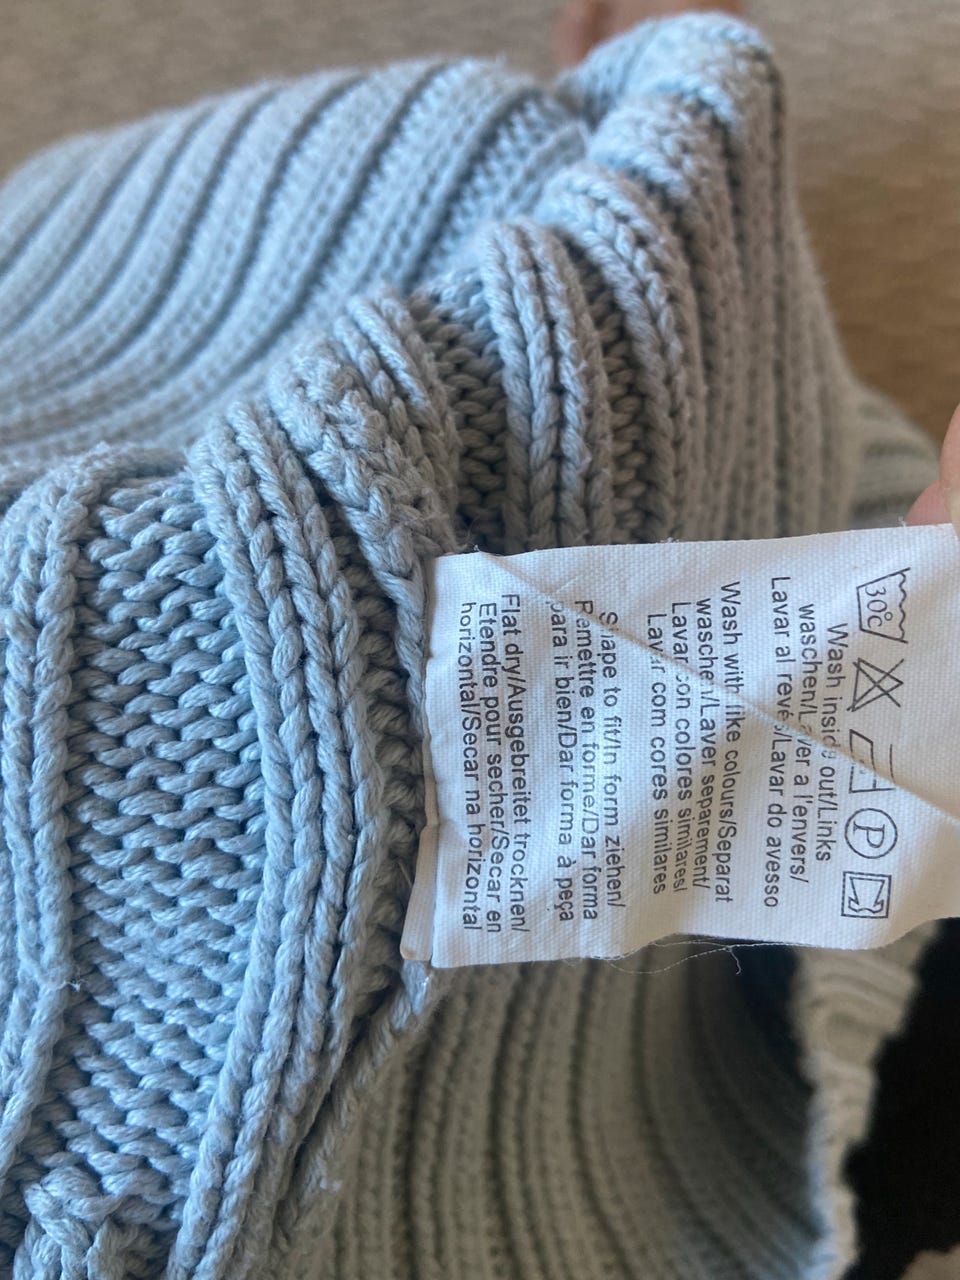 30°C P
Wash inside out/Links
waschen/Laver a l'envers/
Lavar al revés/Lavar do avesso
Wash with like colours/Separat
waschen/Laver separement/
Lavar con colores similares/
Lavar com cores similares
Shape to fit/In form ziehen/
Remettre en forme/Dar forma
para ir bien/Dar forma à peça
Flat dry/Ausgebreitet trocknen/
Etendre pour secher/Secar en
horizontal/Secar na horizontal